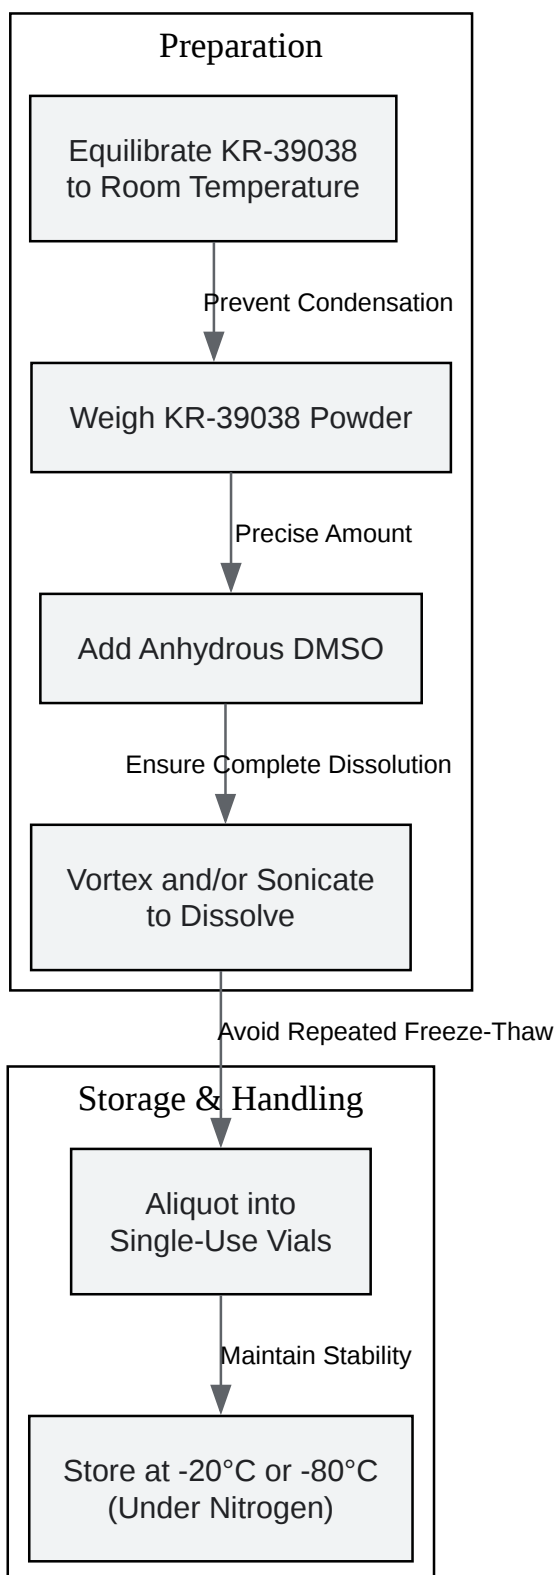 Preparation
Equilibrate KR-39038
to Room Temperature
Prevent Condensation
Weigh KR-39038 Powder
Precise Amount
Add Anhydrous DMSO
Ensure Complete Dissolution
Vortex and/or Sonicate
to Dissolve
Avoid Repeated Freeze-Thaw
Storage & Handling
Aliquot into
Single-Use Vials
Maintain Stability
Store at -20°C or -80°C
(Under Nitrogen)